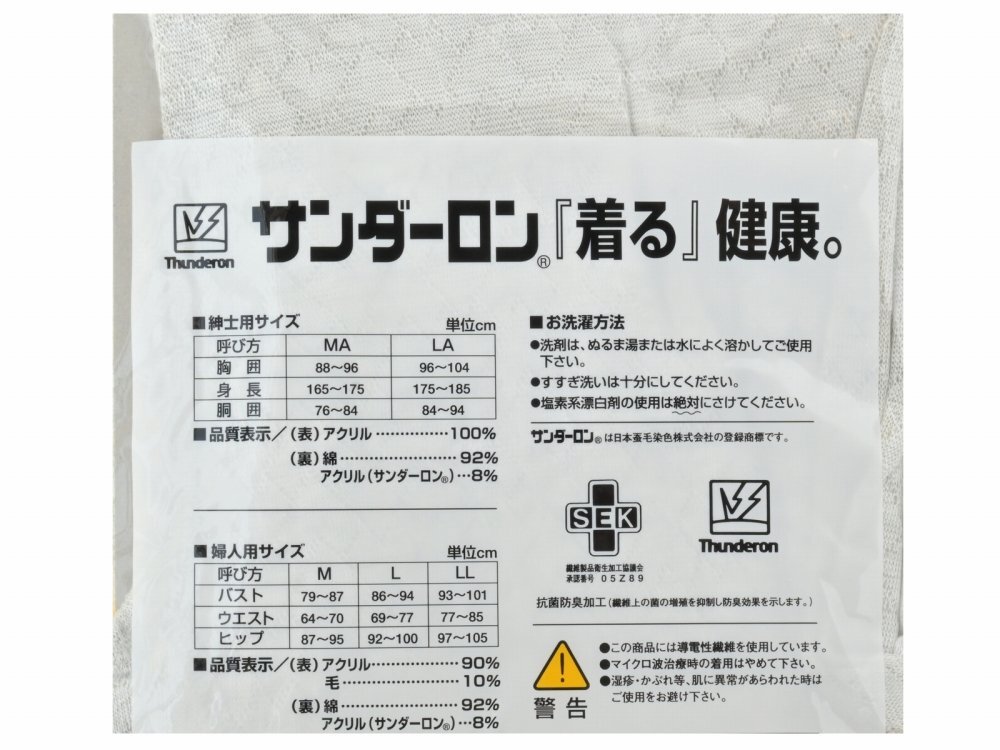 Thunderon
サンダーロン®『着る』健康。
■紳士用サイズ 単位cm
呼び方 MA LA
胸囲 88〜96 96〜104
身長 165〜175 175〜185
胴囲 76〜84 84〜94
■品質表示／(表)アクリル……………100%
(裏)綿……………………92%
アクリル(サンダーロン®)…8%
■婦人用サイズ 単位cm
呼び方 M L LL
バスト 79〜87 86〜94 93〜101
ウエスト 64〜70 69〜77 77〜85
ヒップ 87〜95 92〜100 97〜105
■品質表示／(表)アクリル………………90%
毛…………………10%
(裏)綿……………………92%
アクリル(サンダーロン®)…8%
■お洗濯方法
●洗剤は、ぬるま湯または水によく溶かしてご使用
下さい。
●すすぎ洗いは十分にしてください。
●塩素系漂白剤の使用は絶対にさけてください。
サンダーロン®は日本蚕毛染色株式会社の登録商標です。
SEK
繊維製品衛生加工協議会
承認番号 05Z89
Thunderon
抗菌防臭加工(繊維上の菌の増殖を抑制し防臭効果を示します。)
警告
●この商品には導電性繊維を使用しています。
●マイクロ波治療時の着用はやめて下さい。
●湿疹・かぶれ等、肌に異常があらわれた時は
ご使用をお避け下さい。